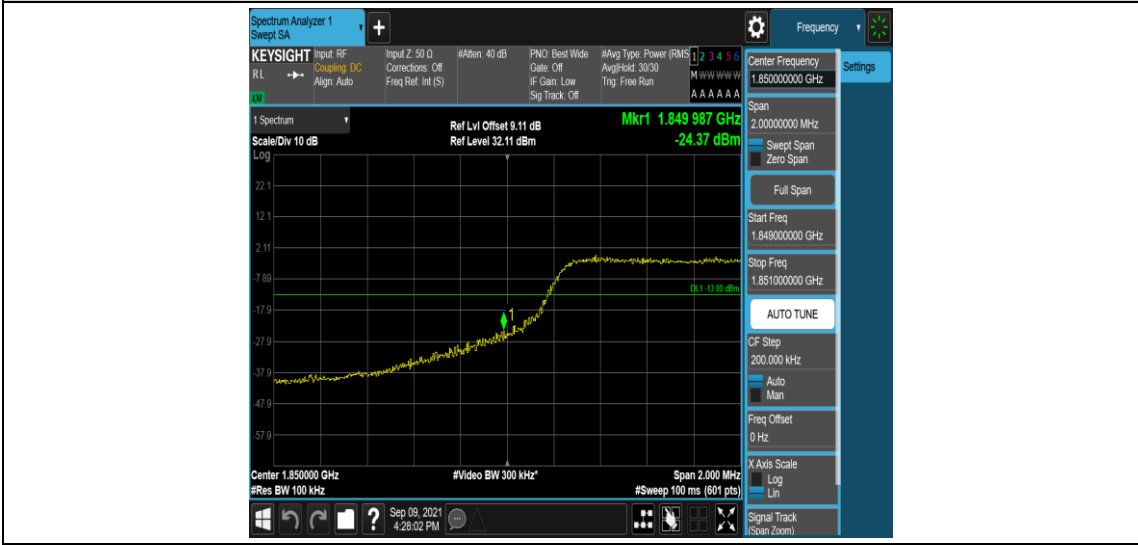 Spectrum Analyzer 1
Swept SA
+
Frequency
KEYSIGHT
RL
LM
Input: RF
Coupling: DC
Align: Auto
Input Z: 50 Ω
Corrections: Off
Freq Ref: Int (S)
#Atten: 40 dB
PNO: Best Wide
Gate: Off
IF Gain: Low
Sig Track: Off
#Avg Type: Power (RMS
Avg|Hold: 30/30
Trig: Free Run
1 2 3 4 5 6
M W W W W W
A A A A A A
1 Spectrum
Scale/Div 10 dB
Log
Ref Lvl Offset 9.11 dB
Ref Level 32.11 dBm
Mkr1 1.849 987 GHz
-24.37 dBm
22.1
12.1
2.11
-7.89
-17.9
-27.9
-37.9
-47.9
-57.9
DL1 -13.00 dBm
1
Center 1.850000 GHz
#Res BW 100 kHz
#Video BW 300 kHz*
Span 2.000 MHz
#Sweep 100 ms (601 pts)
Sep 09, 2021
4:28:02 PM
?
Center Frequency
1.850000000 GHz
Span
2.00000000 MHz
Swept Span
Zero Span
Full Span
Start Freq
1.849000000 GHz
Stop Freq
1.851000000 GHz
AUTO TUNE
CF Step
200.000 kHz
Auto
Man
Freq Offset
0 Hz
X Axis Scale
Log
Lin
Signal Track
(Span Zoom)
Settings